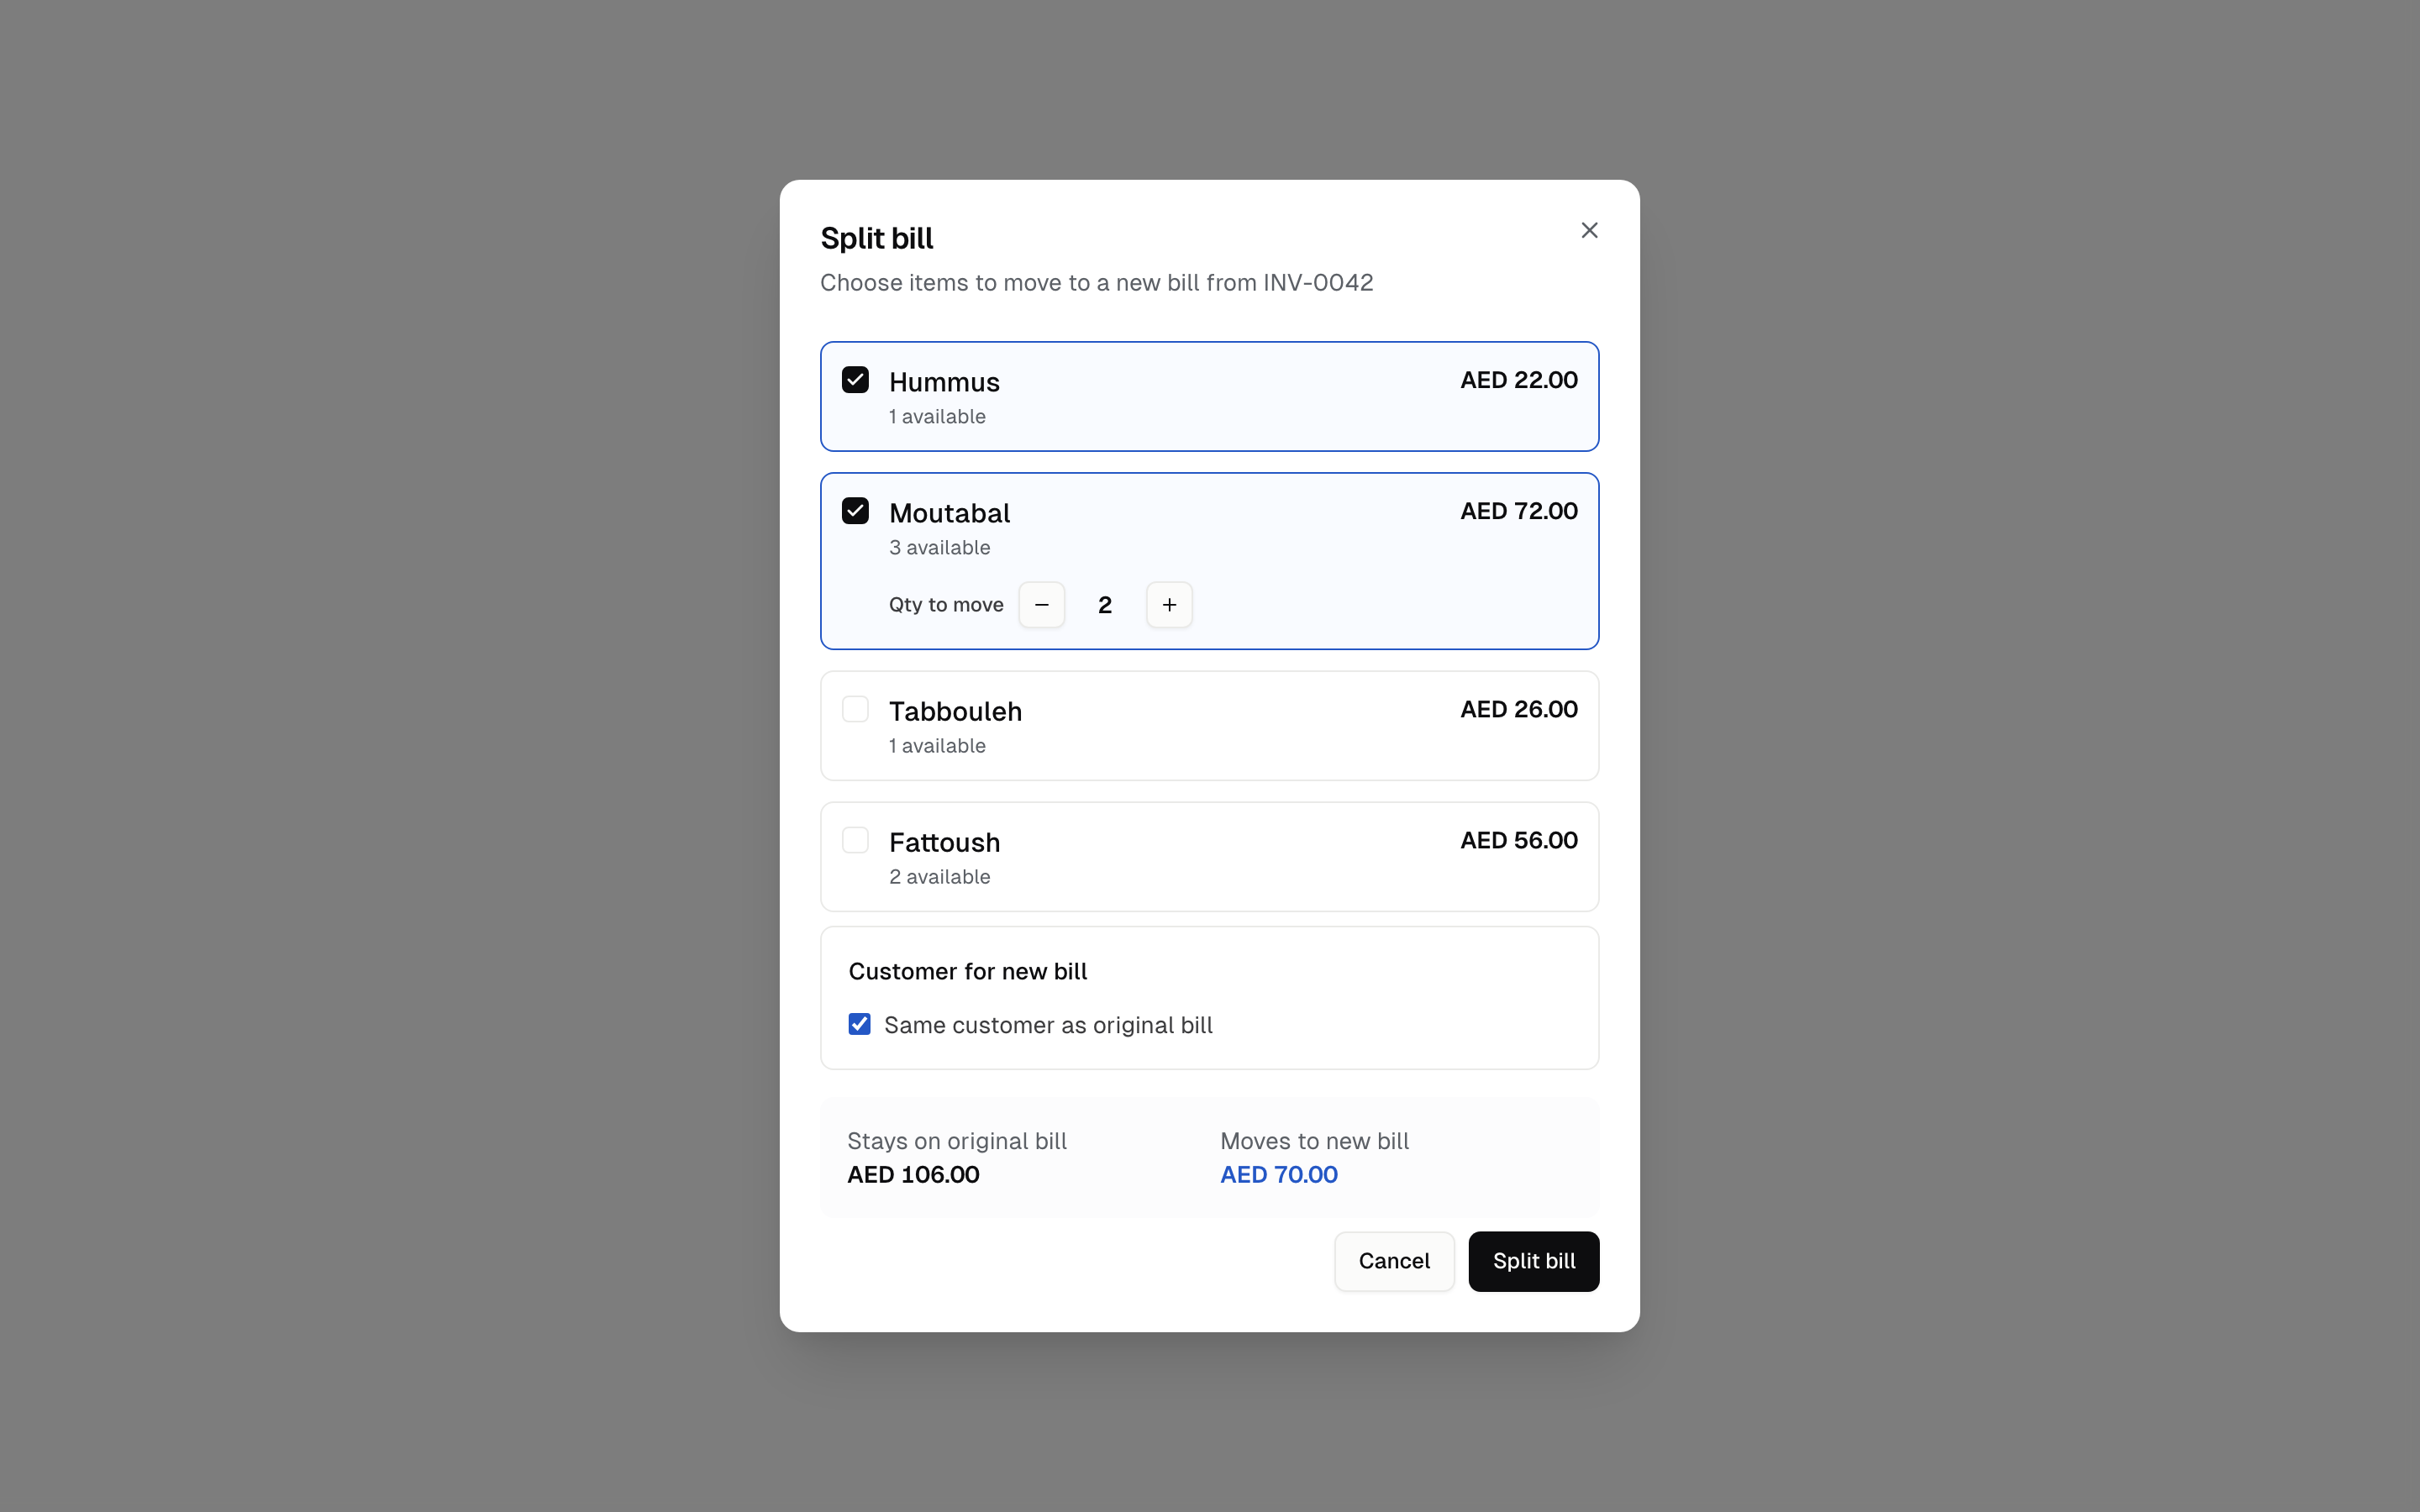 Split bill
Choose items to move to a new bill from INV-0042
Hummus
AED 22.00
1 available
Moutabal
AED 72.00
3 available
Qty to move − 2 +
Tabbouleh
AED 26.00
1 available
Fattoush
AED 56.00
2 available
Customer for new bill
Same customer as original bill
Stays on original bill
AED 106.00
Moves to new bill
AED 70.00
Cancel
Split bill